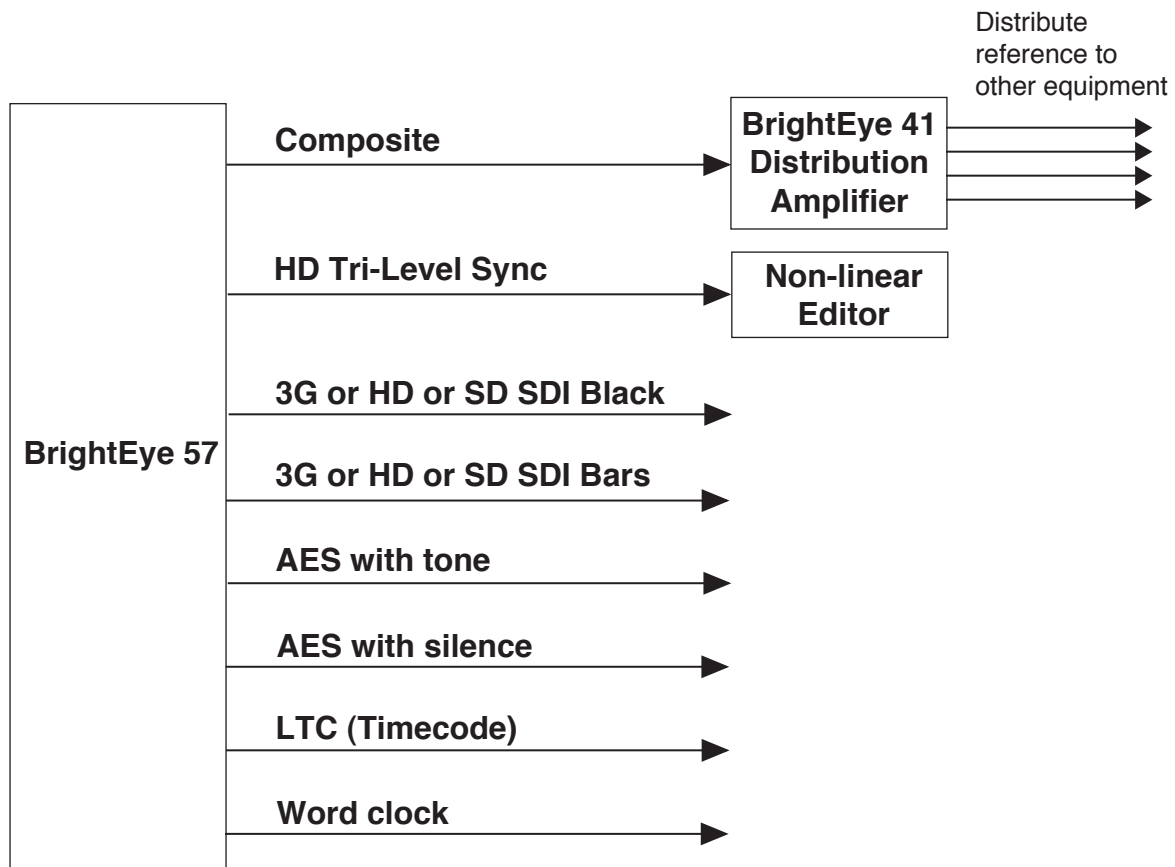 Distribute
reference to
other equipment
BrightEye 57
Composite
BrightEye 41
Distribution
Amplifier
HD Tri-Level Sync
Non-linear
Editor
3G or HD or SD SDI Black
3G or HD or SD SDI Bars
AES with tone
AES with silence
LTC (Timecode)
Word clock